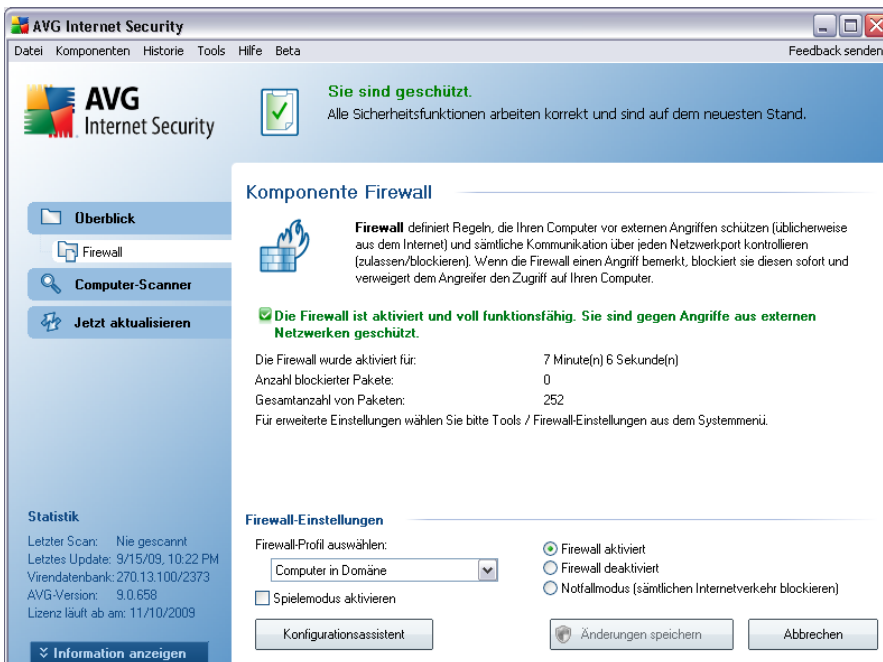 AVG Internet Security
Datei Komponenten Historie Tools Hilfe Beta Feedback senden
AVG
Internet Security
Sie sind geschützt.
Alle Sicherheitsfunktionen arbeiten korrekt und sind auf dem neuesten Stand.
Überblick
Firewall
Computer-Scanner
Jetzt aktualisieren
Komponente Firewall
Firewall definiert Regeln, die Ihren Computer vor externen Angriffen schützen (üblicherweise
aus dem Internet) und sämtliche Kommunikation über jeden Netzwerkport kontrollieren
(zulassen/blockieren). Wenn die Firewall einen Angriff bemerkt, blockiert sie diesen sofort und
verweigert dem Angreifer den Zugriff auf Ihren Computer.
Die Firewall ist aktiviert und voll funktionsfähig. Sie sind gegen Angriffe aus externen
Netzwerken geschützt.
Die Firewall wurde aktiviert für: 7 Minute(n) 6 Sekunde(n)
Anzahl blockierter Pakete: 0
Gesamtanzahl von Paketen: 252
Für erweiterte Einstellungen wählen Sie bitte Tools / Firewall-Einstellungen aus dem Systemmenü.
Statistik
Letzter Scan: Nie gescannt
Letztes Update: 9/15/09, 10:22 PM
Virendatenbank: 270.13.100/2373
AVG-Version: 9.0.658
Lizenz läuft ab am: 11/10/2009
Information anzeigen
Firewall-Einstellungen
Firewall-Profil auswählen:
Computer in Domäne
Spielemodus aktivieren
Firewall aktiviert
Firewall deaktiviert
Notfallmodus (sämtlichen Internetverkehr blockieren)
Konfigurationsassistent
Änderungen speichern
Abbrechen